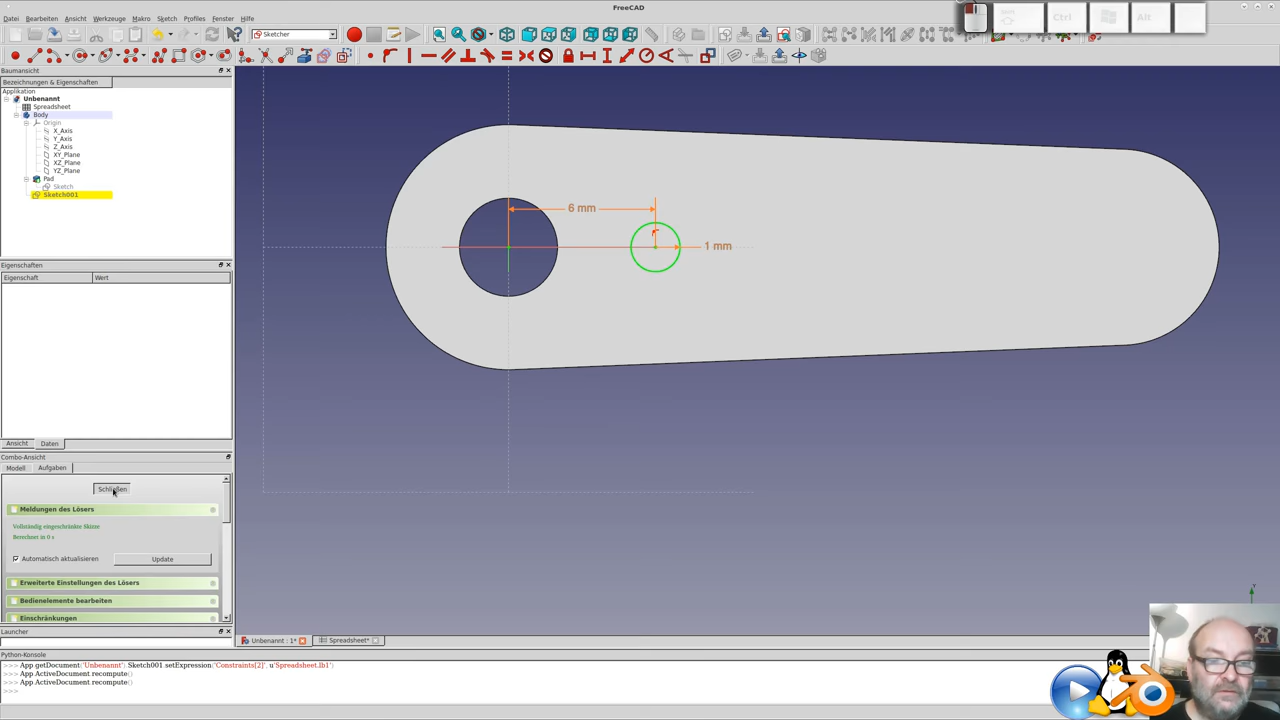 FreeCAD
Datei Bearbeiten Ansicht Werkzeuge Makro Sketch Profiles Fenster Hilfe
Sketcher
Ctrl
Alt
Baumansicht
Bezeichnungen & Eigenschaften
Applikation
Unbenannt
Spreadsheet
Body
Origin
X_Axis
Y_Axis
Z_Axis
XY_Plane
XZ_Plane
YZ_Plane
Pad
Sketch
Sketch001
Eigenschaften
Eigenschaft Wert
Ansicht Daten
Combo-Ansicht
Modell Aufgaben
Schließen
Meldungen des Lösers
Vollständig eingeschränkte Skizze
Berechnet in 0 s
Automatisch aktualisieren Update
Erweiterte Einstellungen des Lösers
Bedienelemente bearbeiten
Einschränkungen
Launcher
6 mm
1 mm
Unbenannt : 1* Spreadsheet*
Python-Konsole
>>> App.getDocument('Unbenannt').Sketch001.setExpression('Constraints[2]', u'Spreadsheet.lb1')
>>> App.ActiveDocument.recompute()
>>> App.ActiveDocument.recompute()
>>>